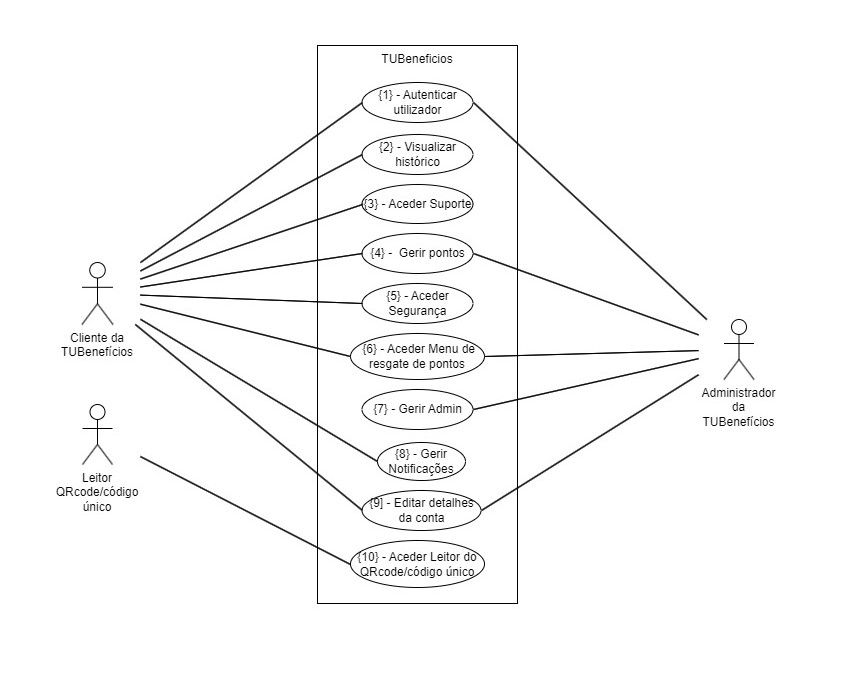 TUBeneficios
{1} - Autenticar
utilizador
{2} - Visualizar
histórico
{3} - Aceder Suporte
{4} -  Gerir pontos
{5} - Aceder
Segurança
{6} - Aceder Menu de
resgate de pontos
{7} - Gerir Admin
{8} - Gerir
Notificações
{9] - Editar detalhes
da conta
{10} - Aceder Leitor do
QRcode/código único
Cliente da
TUBenefícios
Leitor
QRcode/código
único
Administrador
da
TUBenefícios